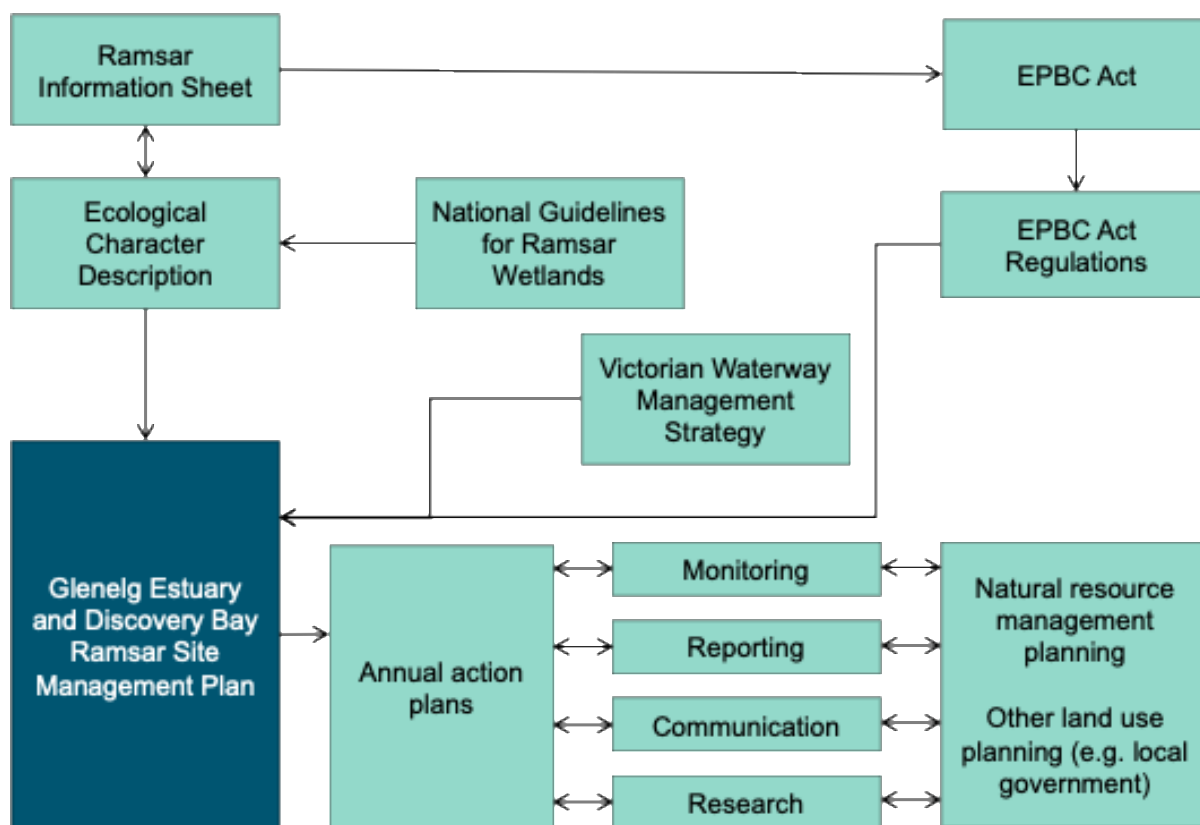 Ramsar
Information Sheet
EPBC Act
Ecological
Character
Description
National Guidelines
for Ramsar
Wetlands
EPBC Act
Regulations
Victorian Waterway
Management
Strategy
Glenelg Estuary
and Discovery Bay
Ramsar Site
Management Plan
Annual action
plans
Monitoring
Reporting
Communication
Research
Natural resource
management
planning
Other land use
planning (e.g. local
government)